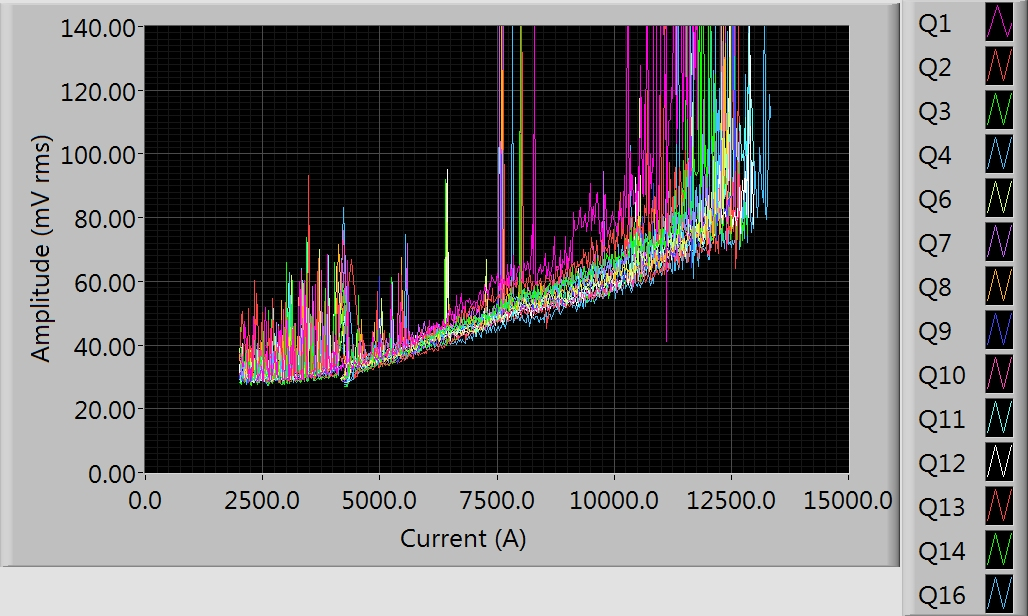 140.00
120.00
100.00
80.00
60.00
40.00
20.00
0.00
Amplitude (mV rms)
0.0 2500.0 5000.0 7500.0 10000.0 12500.0 15000.0
Current (A)
Q1
Q2
Q3
Q4
Q6
Q7
Q8
Q9
Q10
Q11
Q12
Q13
Q14
Q16